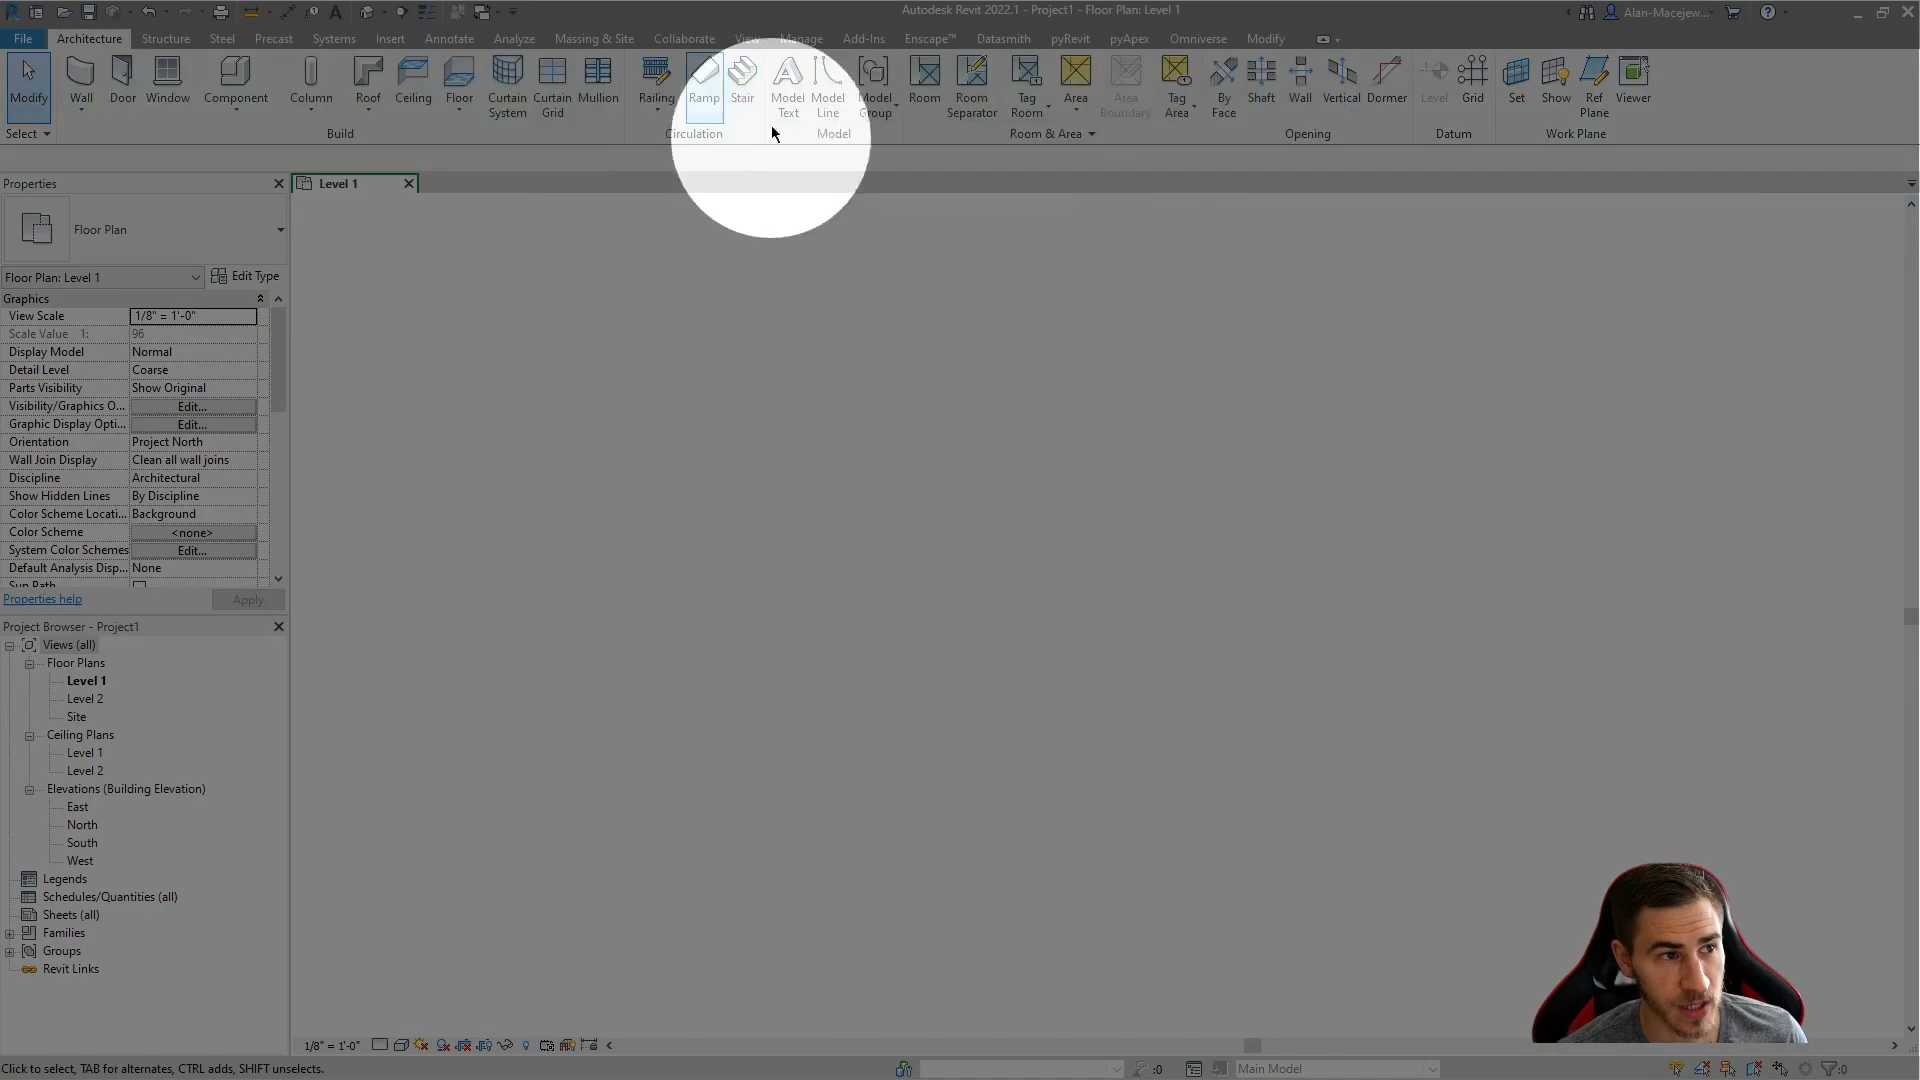 Autodesk Revit 2022.1 - Project1 - Floor Plan: Level 1
Alan-Macejew...
File Architecture Structure Steel Precast Systems Insert Annotate Analyze Massing & Site Collaborate View Manage Add-Ins Enscape™ Datasmith pyRevit pyApex Omniverse Modify
Modify Wall Door Window Component Column Roof Ceiling Floor Curtain System Curtain Grid Mullion Railing Ramp Stair Model Text Model Line Model Group Room Room Separator Tag Room Area Area Boundary Tag Area By Face Shaft Wall Vertical Dormer Level Grid Set Show Ref Plane Viewer
Select Build Circulation Model Room & Area Opening Datum Work Plane
Properties
Level 1
Floor Plan
Floor Plan: Level 1 Edit Type
Graphics
View Scale 1/8" = 1'-0"
Scale Value 1: 96
Display Model Normal
Detail Level Coarse
Parts Visibility Show Original
Visibility/Graphics O... Edit...
Graphic Display Opti... Edit...
Orientation Project North
Wall Join Display Clean all wall joins
Discipline Architectural
Show Hidden Lines By Discipline
Color Scheme Locati... Background
Color Scheme <none>
System Color Schemes Edit...
Default Analysis Disp... None
Sun Path
Properties help Apply
Project Browser - Project1
Views (all)
Floor Plans
Level 1
Level 2
Site
Ceiling Plans
Level 1
Level 2
Elevations (Building Elevation)
East
North
South
West
Legends
Schedules/Quantities (all)
Sheets (all)
Families
Groups
Revit Links
1/8" = 1'-0"
Click to select, TAB for alternates, CTRL adds, SHIFT unselects.
:0
Main Model
:0